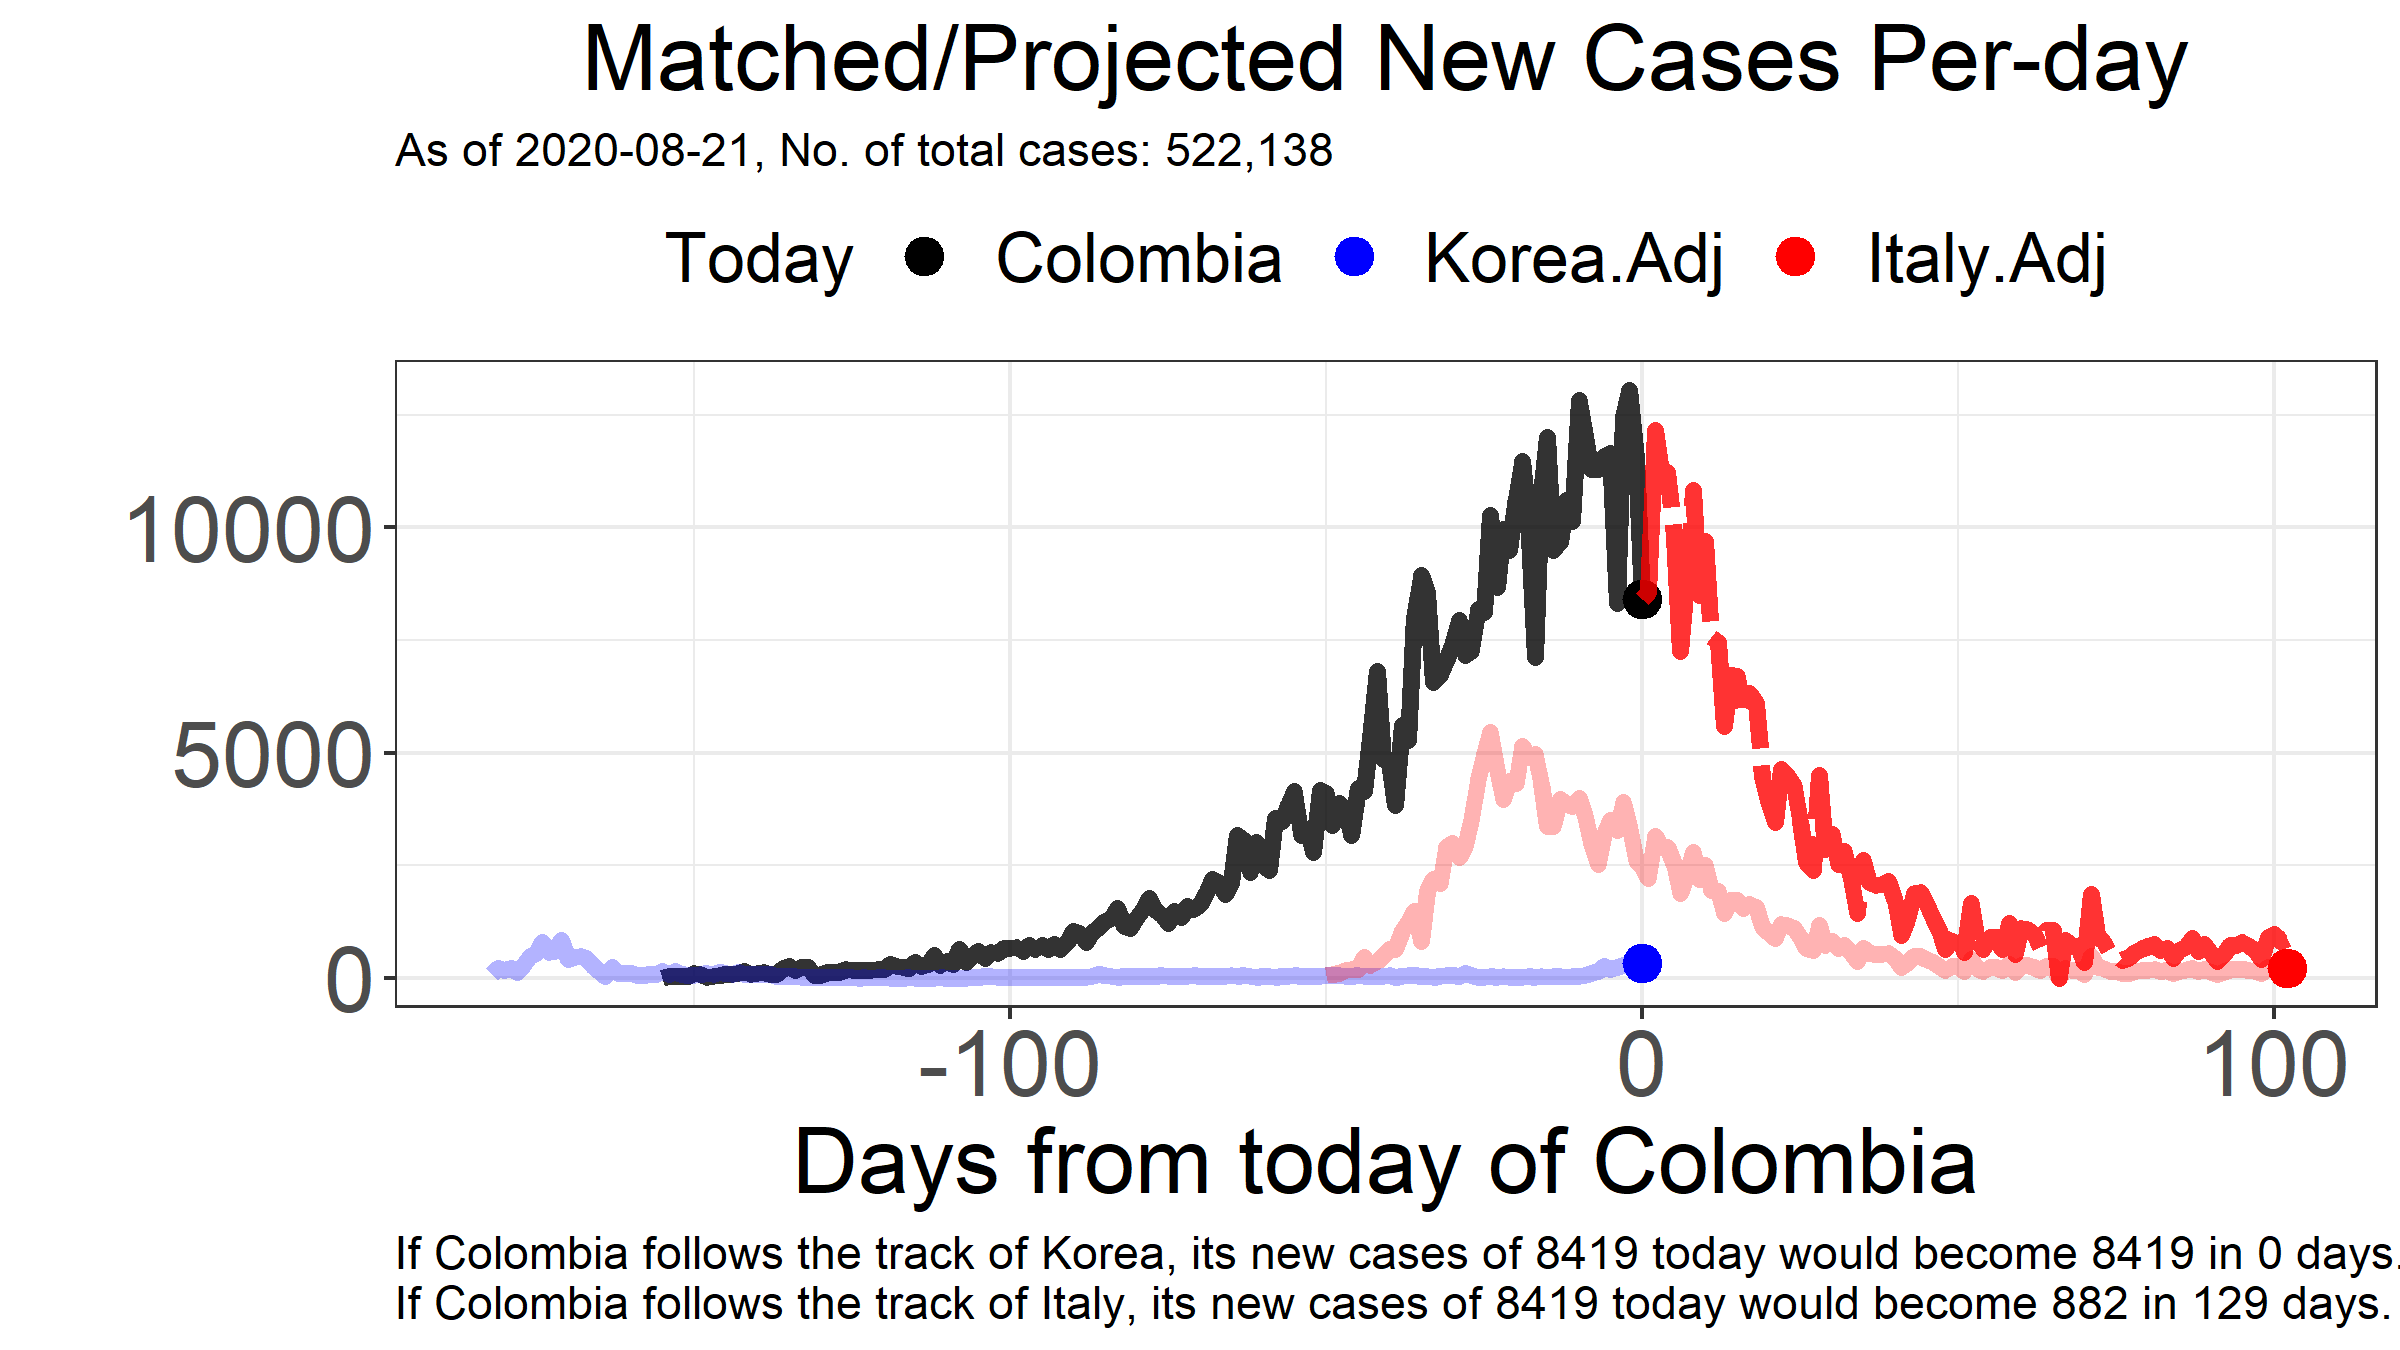 Matched/Projected New Cases Per-day
As of 2020-08-21, No. of total cases: 522,138
Today Colombia Korea.Adj Italy.Adj
10000
5000
0
-100 0 100
Days from today of Colombia
If Colombia follows the track of Korea, its new cases of 8419 today would become 8419 in 0 days.
If Colombia follows the track of Italy, its new cases of 8419 today would become 882 in 129 days.